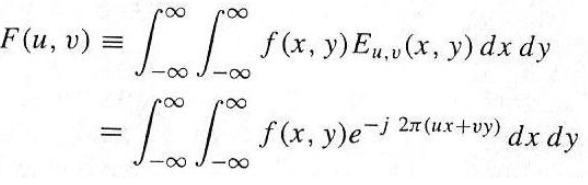 F(u, v) ≡ ∫_{-∞}^{∞} ∫_{-∞}^{∞} f(x, y) E_{u,v}(x, y) dx dy
= ∫_{-∞}^{∞} ∫_{-∞}^{∞} f(x, y)e^{-j 2π(ux+vy)} dx dy